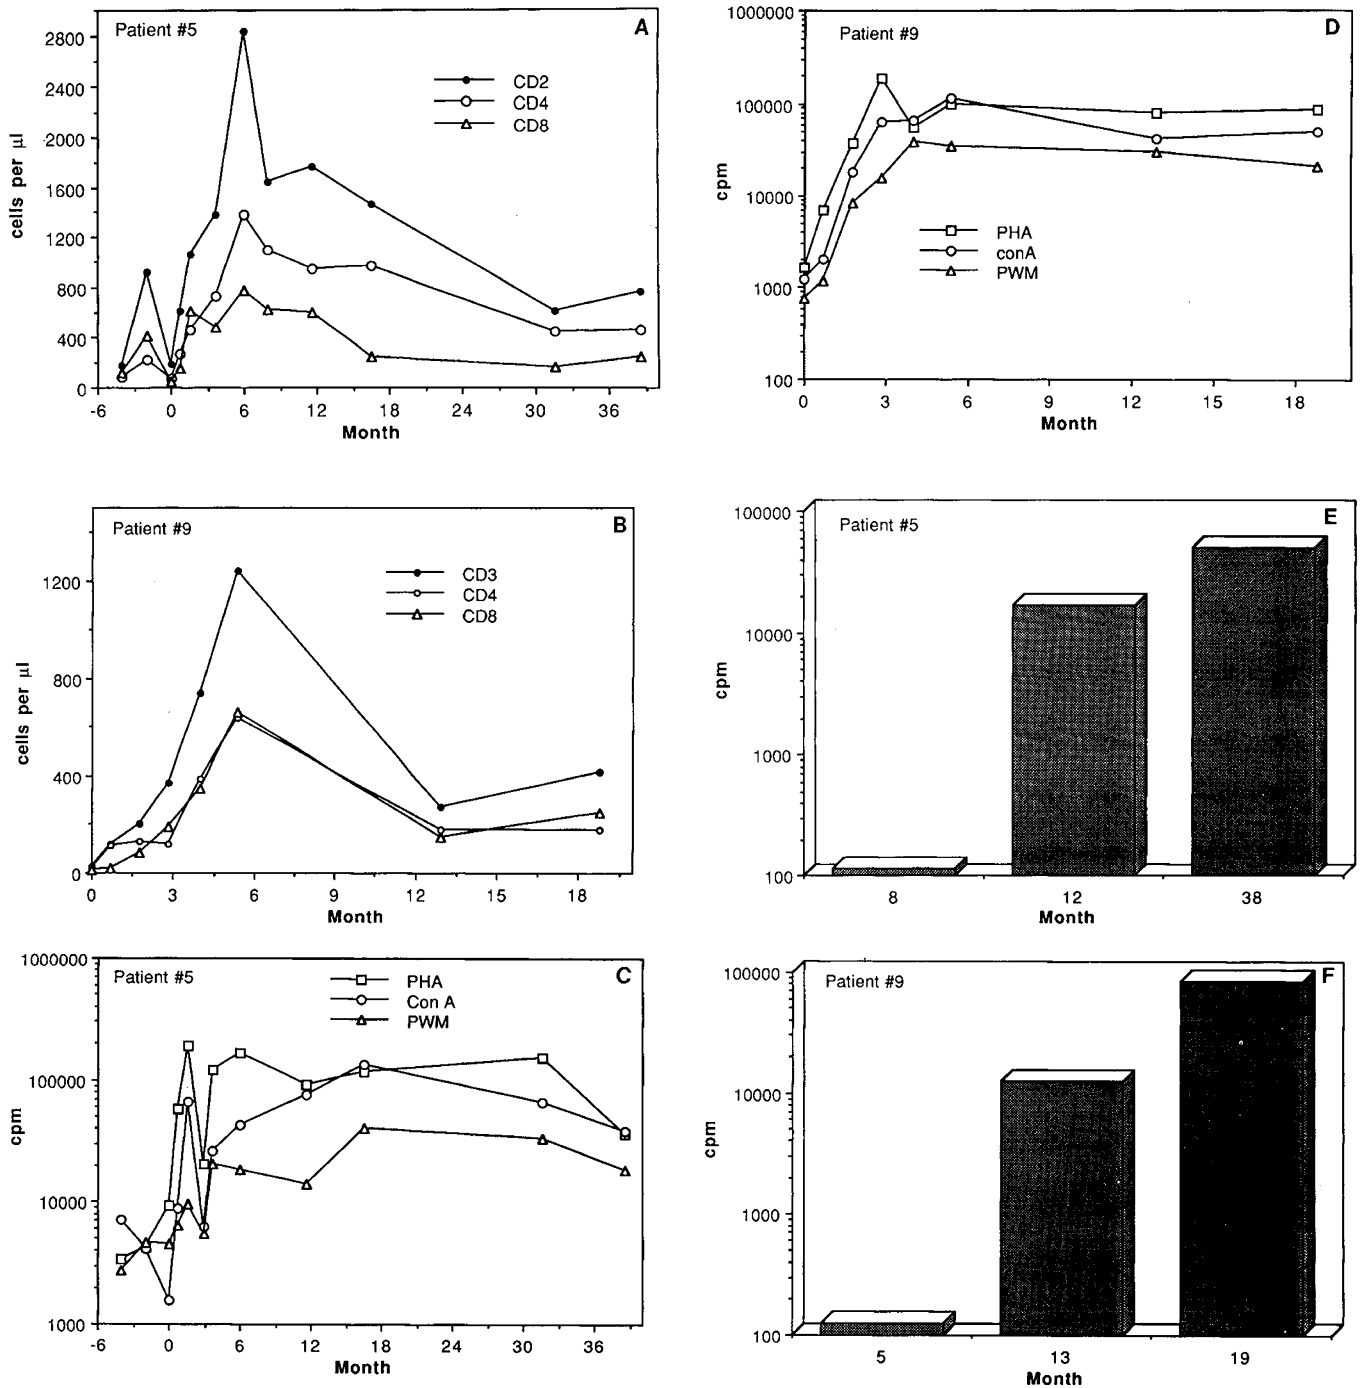 Patient #5
A
CD2
CD4
CD8
2800
2400
2000
1600
1200
800
400
0
cells per µl
-6 0 6 12 18 24 30 36
Month
Patient #9
D
1000000
100000
10000
1000
100
cpm
PHA
conA
PWM
0 3 6 9 12 15 18
Month
Patient #9
B
CD3
CD4
CD8
1200
800
400
0
cells per µl
0 3 6 9 12 15 18
Month
Patient #5
E
100000
10000
1000
100
cpm
8 12 38
Month
Patient #5
C
PHA
Con A
PWM
1000000
100000
10000
1000
cpm
-6 0 6 12 18 24 30 36
Month
Patient #9
F
100000
10000
1000
100
cpm
5 13 19
Month